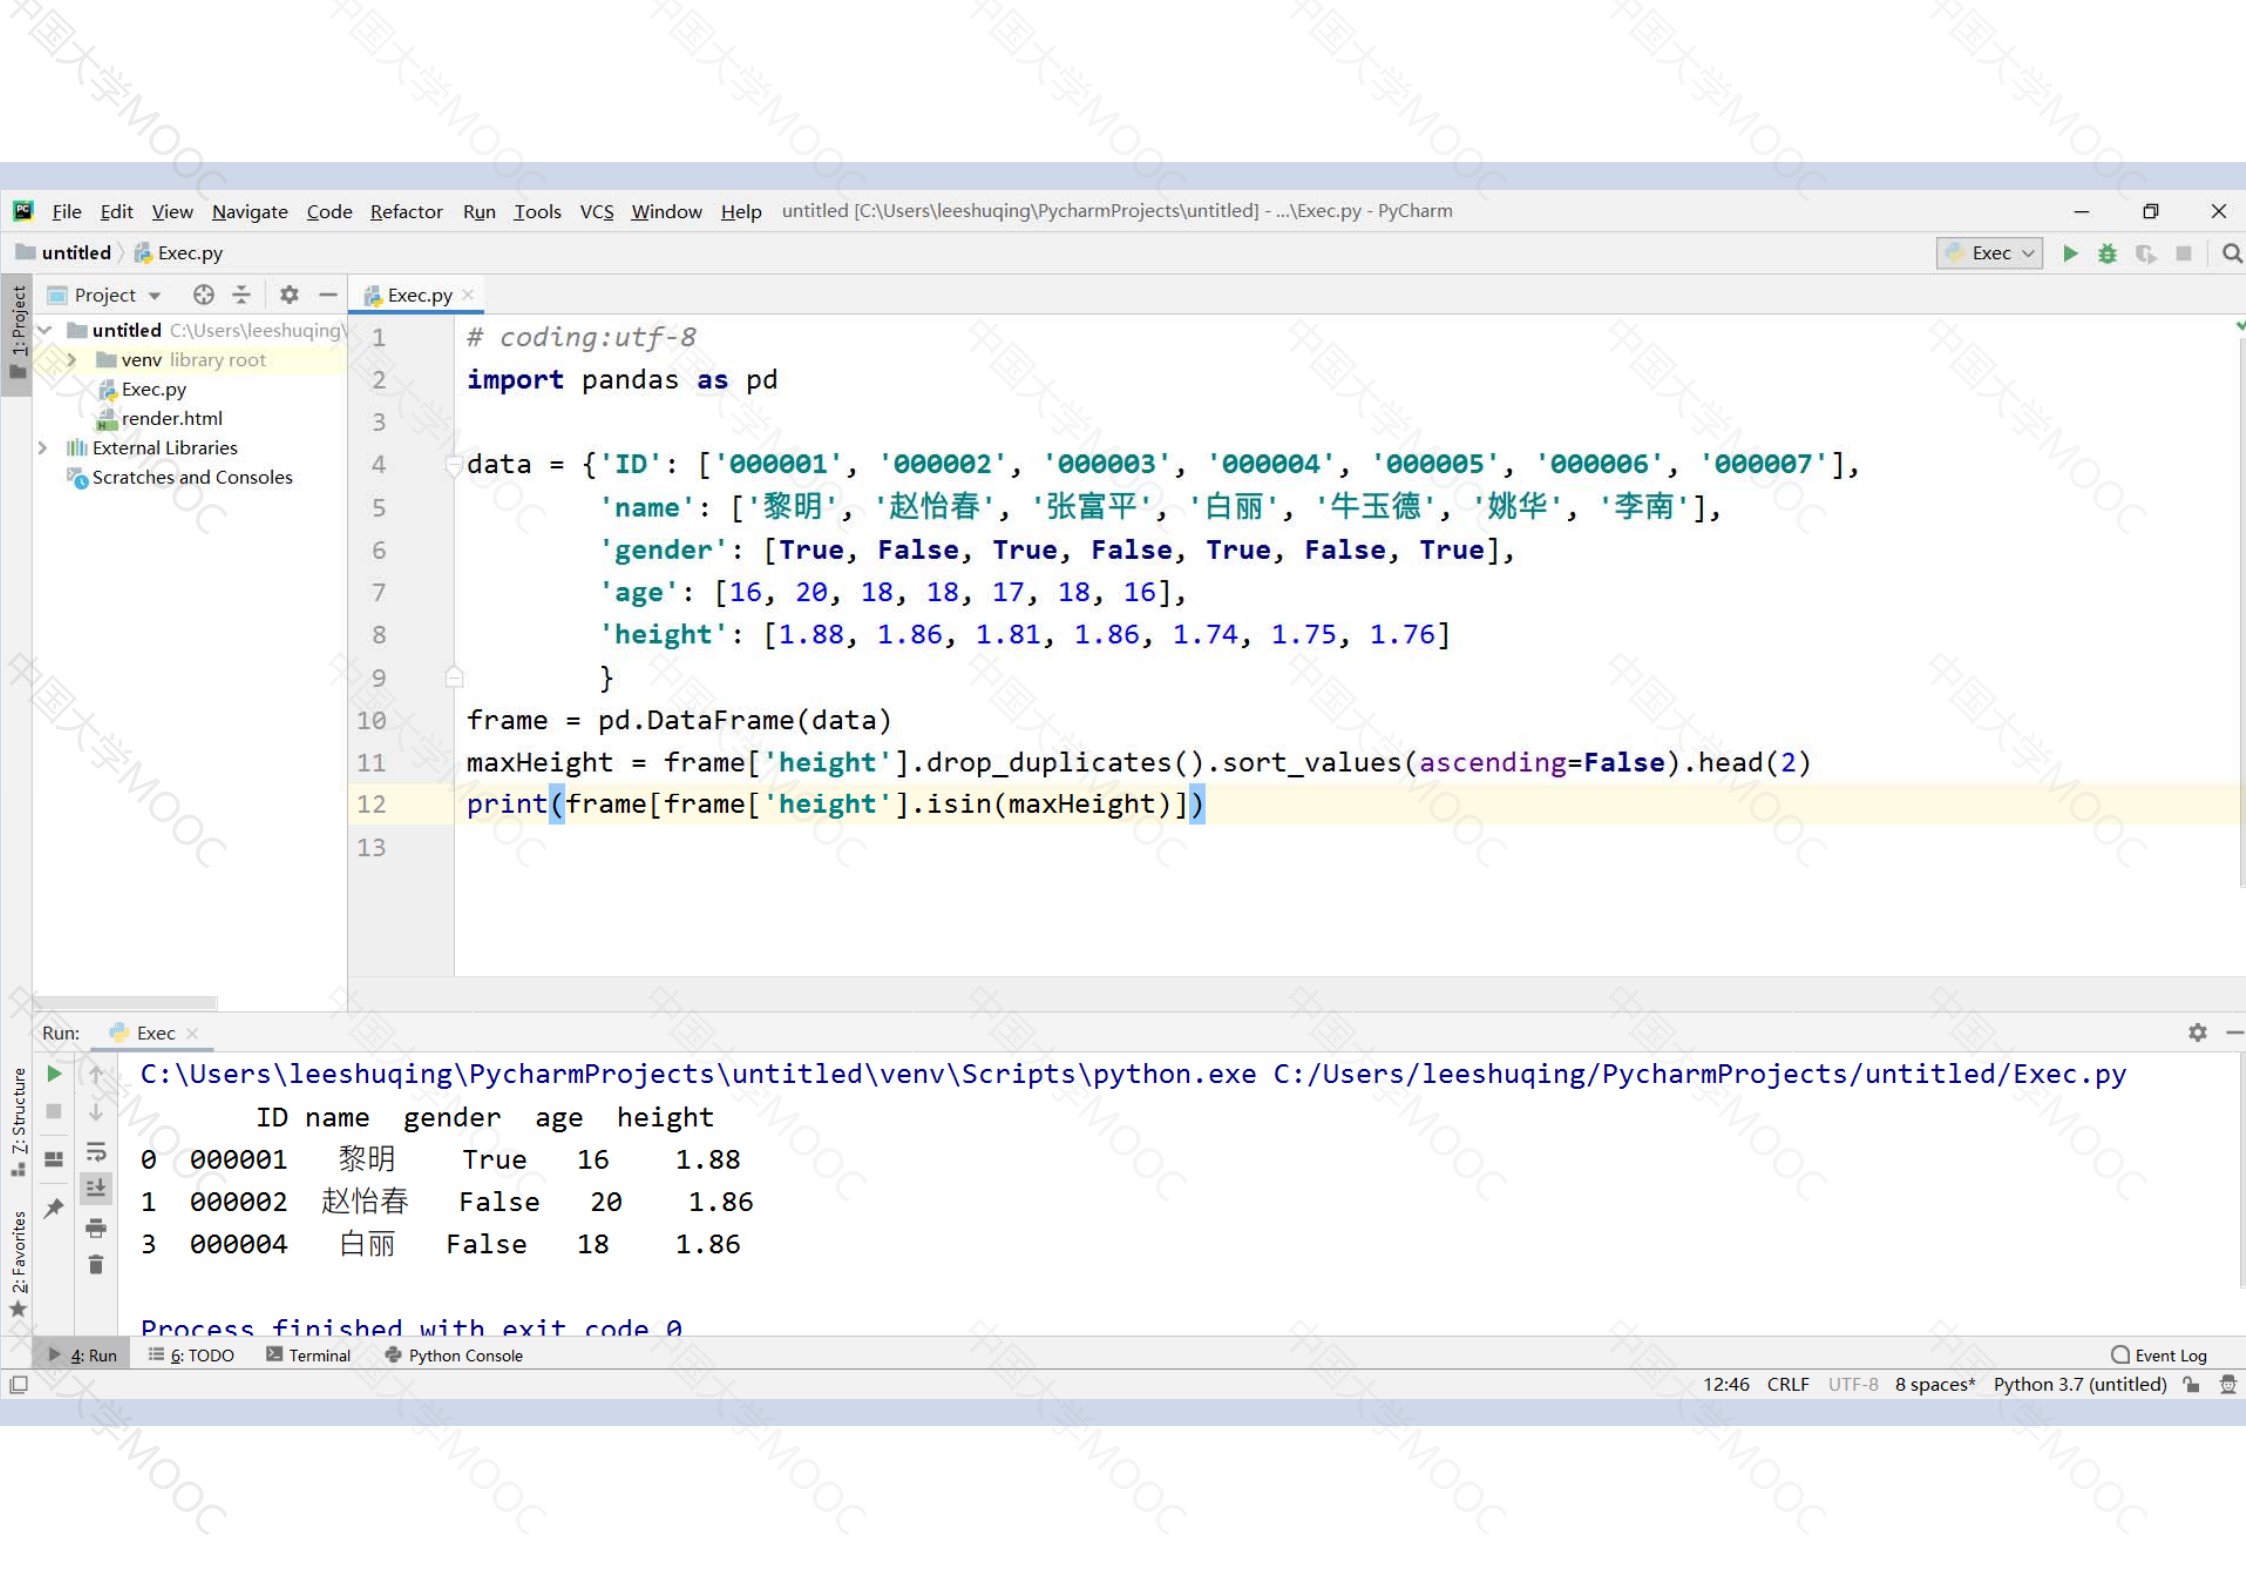 File Edit View Navigate Code Refactor Run Tools VCS Window Help untitled [C:\Users\leeshuqing\PycharmProjects\untitled] - ...\Exec.py - PyCharm
untitled Exec.py Exec
1: Project
Project Exec.py
untitled C:\Users\leeshuqing\
venv library root
Exec.py
render.html
External Libraries
Scratches and Consoles
1 # coding:utf-8
2 import pandas as pd
3
4 data = {'ID': ['000001', '000002', '000003', '000004', '000005', '000006', '000007'],
5 'name': ['黎明', '赵怡春', '张富平', '白丽', '牛玉德', '姚华', '李南'],
6 'gender': [True, False, True, False, True, False, True],
7 'age': [16, 20, 18, 18, 17, 18, 16],
8 'height': [1.88, 1.86, 1.81, 1.86, 1.74, 1.75, 1.76]
9 }
10 frame = pd.DataFrame(data)
11 maxHeight = frame['height'].drop_duplicates().sort_values(ascending=False).head(2)
12 print(frame[frame['height'].isin(maxHeight)])
13
Run: Exec
C:\Users\leeshuqing\PycharmProjects\untitled\venv\Scripts\python.exe C:/Users/leeshuqing/PycharmProjects/untitled/Exec.py
ID name gender age height
0 000001 黎明 True 16 1.88
1 000002 赵怡春 False 20 1.86
3 000004 白丽 False 18 1.86
Process finished with exit code 0
Z: Structure
2: Favorites
4: Run 6: TODO Terminal Python Console Event Log
12:46 CRLF UTF-8 8 spaces* Python 3.7 (untitled)
中国大学MOOC